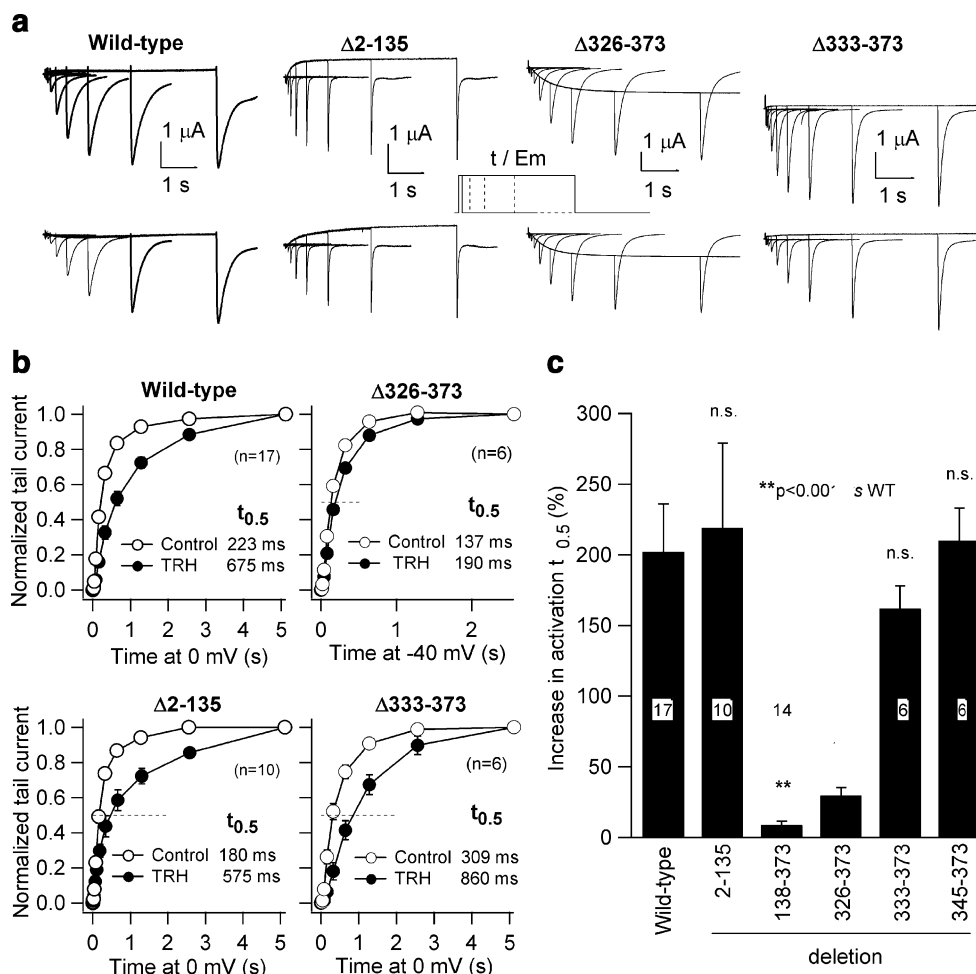 a
Wild-type
Δ2-135
Δ326-373
Δ333-373
1 µA
1 s
1 µA
1 s
t / Em
1 µA
1 s
1 µA
1 s
b
Wild-type
Normalized tail current
1.0
0.8
0.6
0.4
0.2
0.0
(n=17)
t0.5
Control 223 ms
TRH 675 ms
0 1 2 3 4 5
Time at 0 mV (s)
Δ326-373
(n=6)
t0.5
Control 137 ms
TRH 190 ms
0 1 2
Time at -40 mV (s)
Δ2-135
Normalized tail current
1.0
0.8
0.6
0.4
0.2
0.0
(n=10)
t0.5
Control 180 ms
TRH 575 ms
0 1 2 3 4 5
Time at 0 mV (s)
Δ333-373
(n=6)
t0.5
Control 309 ms
TRH 860 ms
0 1 2 3 4 5
Time at 0 mV (s)
c
Increase in activation t 0.5 (%)
300
250
200
150
100
50
0
n.s.
**p<0.00
s WT
n.s.
n.s.
17
10
14
6
6
**
Wild-type
2-135
138-373
326-373
333-373
345-373
deletion